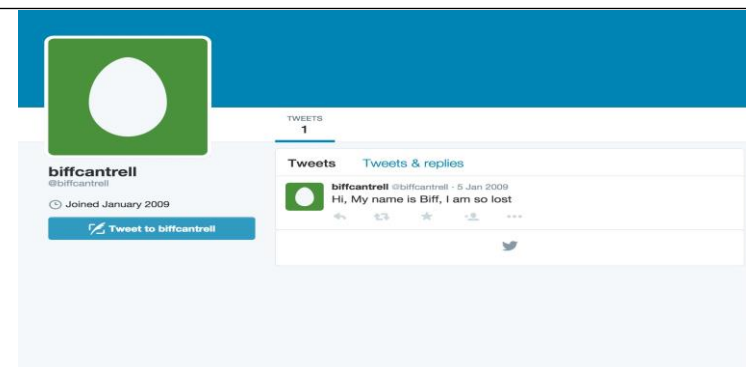 TWEETS
1
biffcantrell
@biffcantrell
Joined January 2009
Tweet to biffcantrell
Tweets Tweets & replies
biffcantrell @biffcantrell · 5 Jan 2009
Hi, My name is Biff, I am so lost